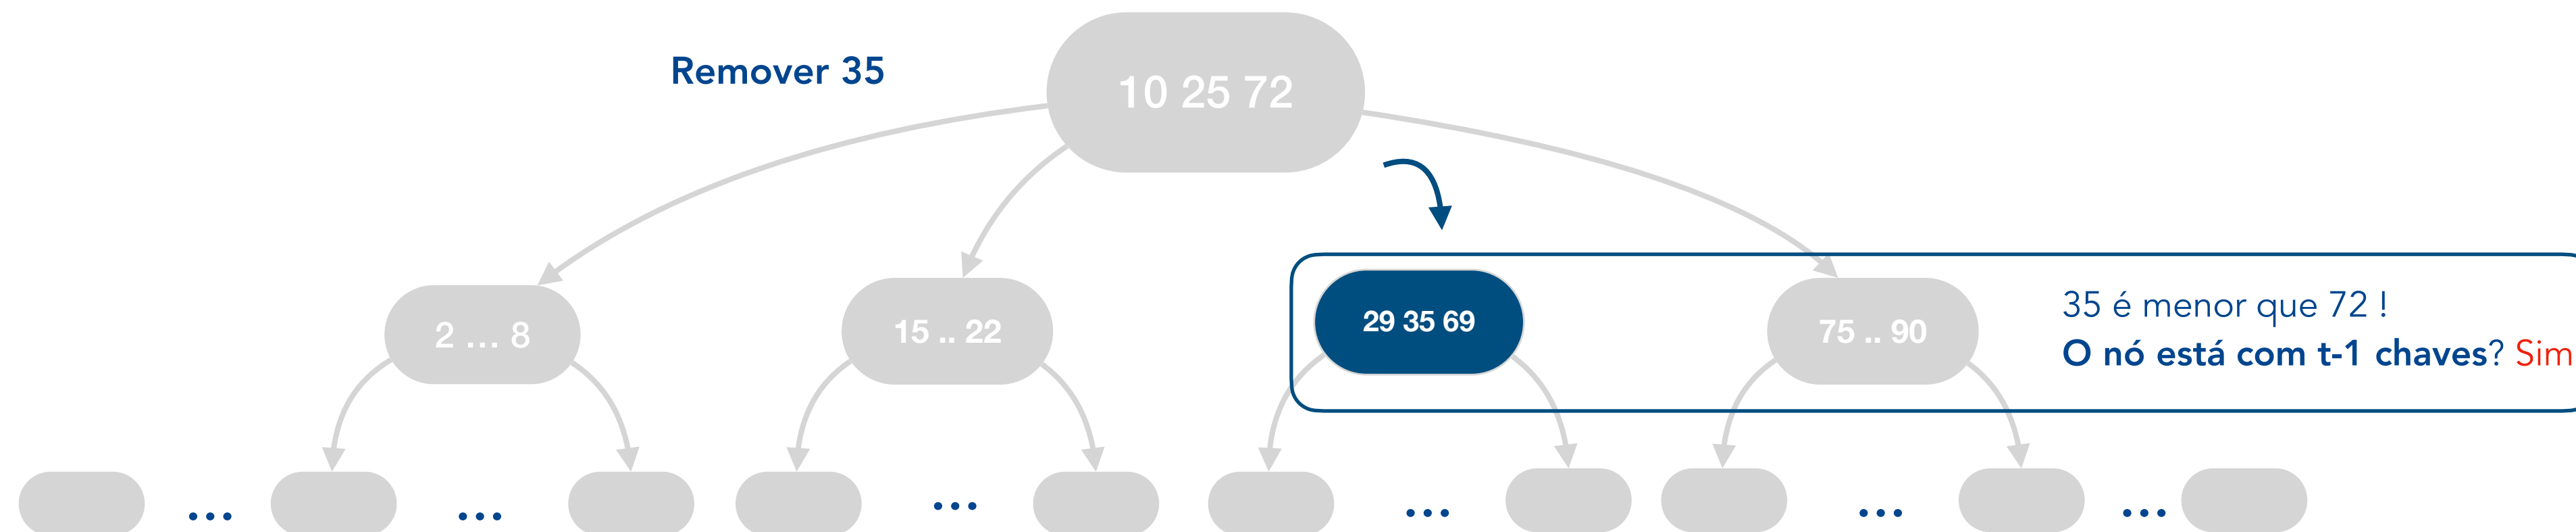 Remover 35
10 25 72
2 ... 8
15 .. 22
29 35 69
75 .. 90
35 é menor que 72 !
O nó está com t-1 chaves? Sim
...
...
...
...
...
...